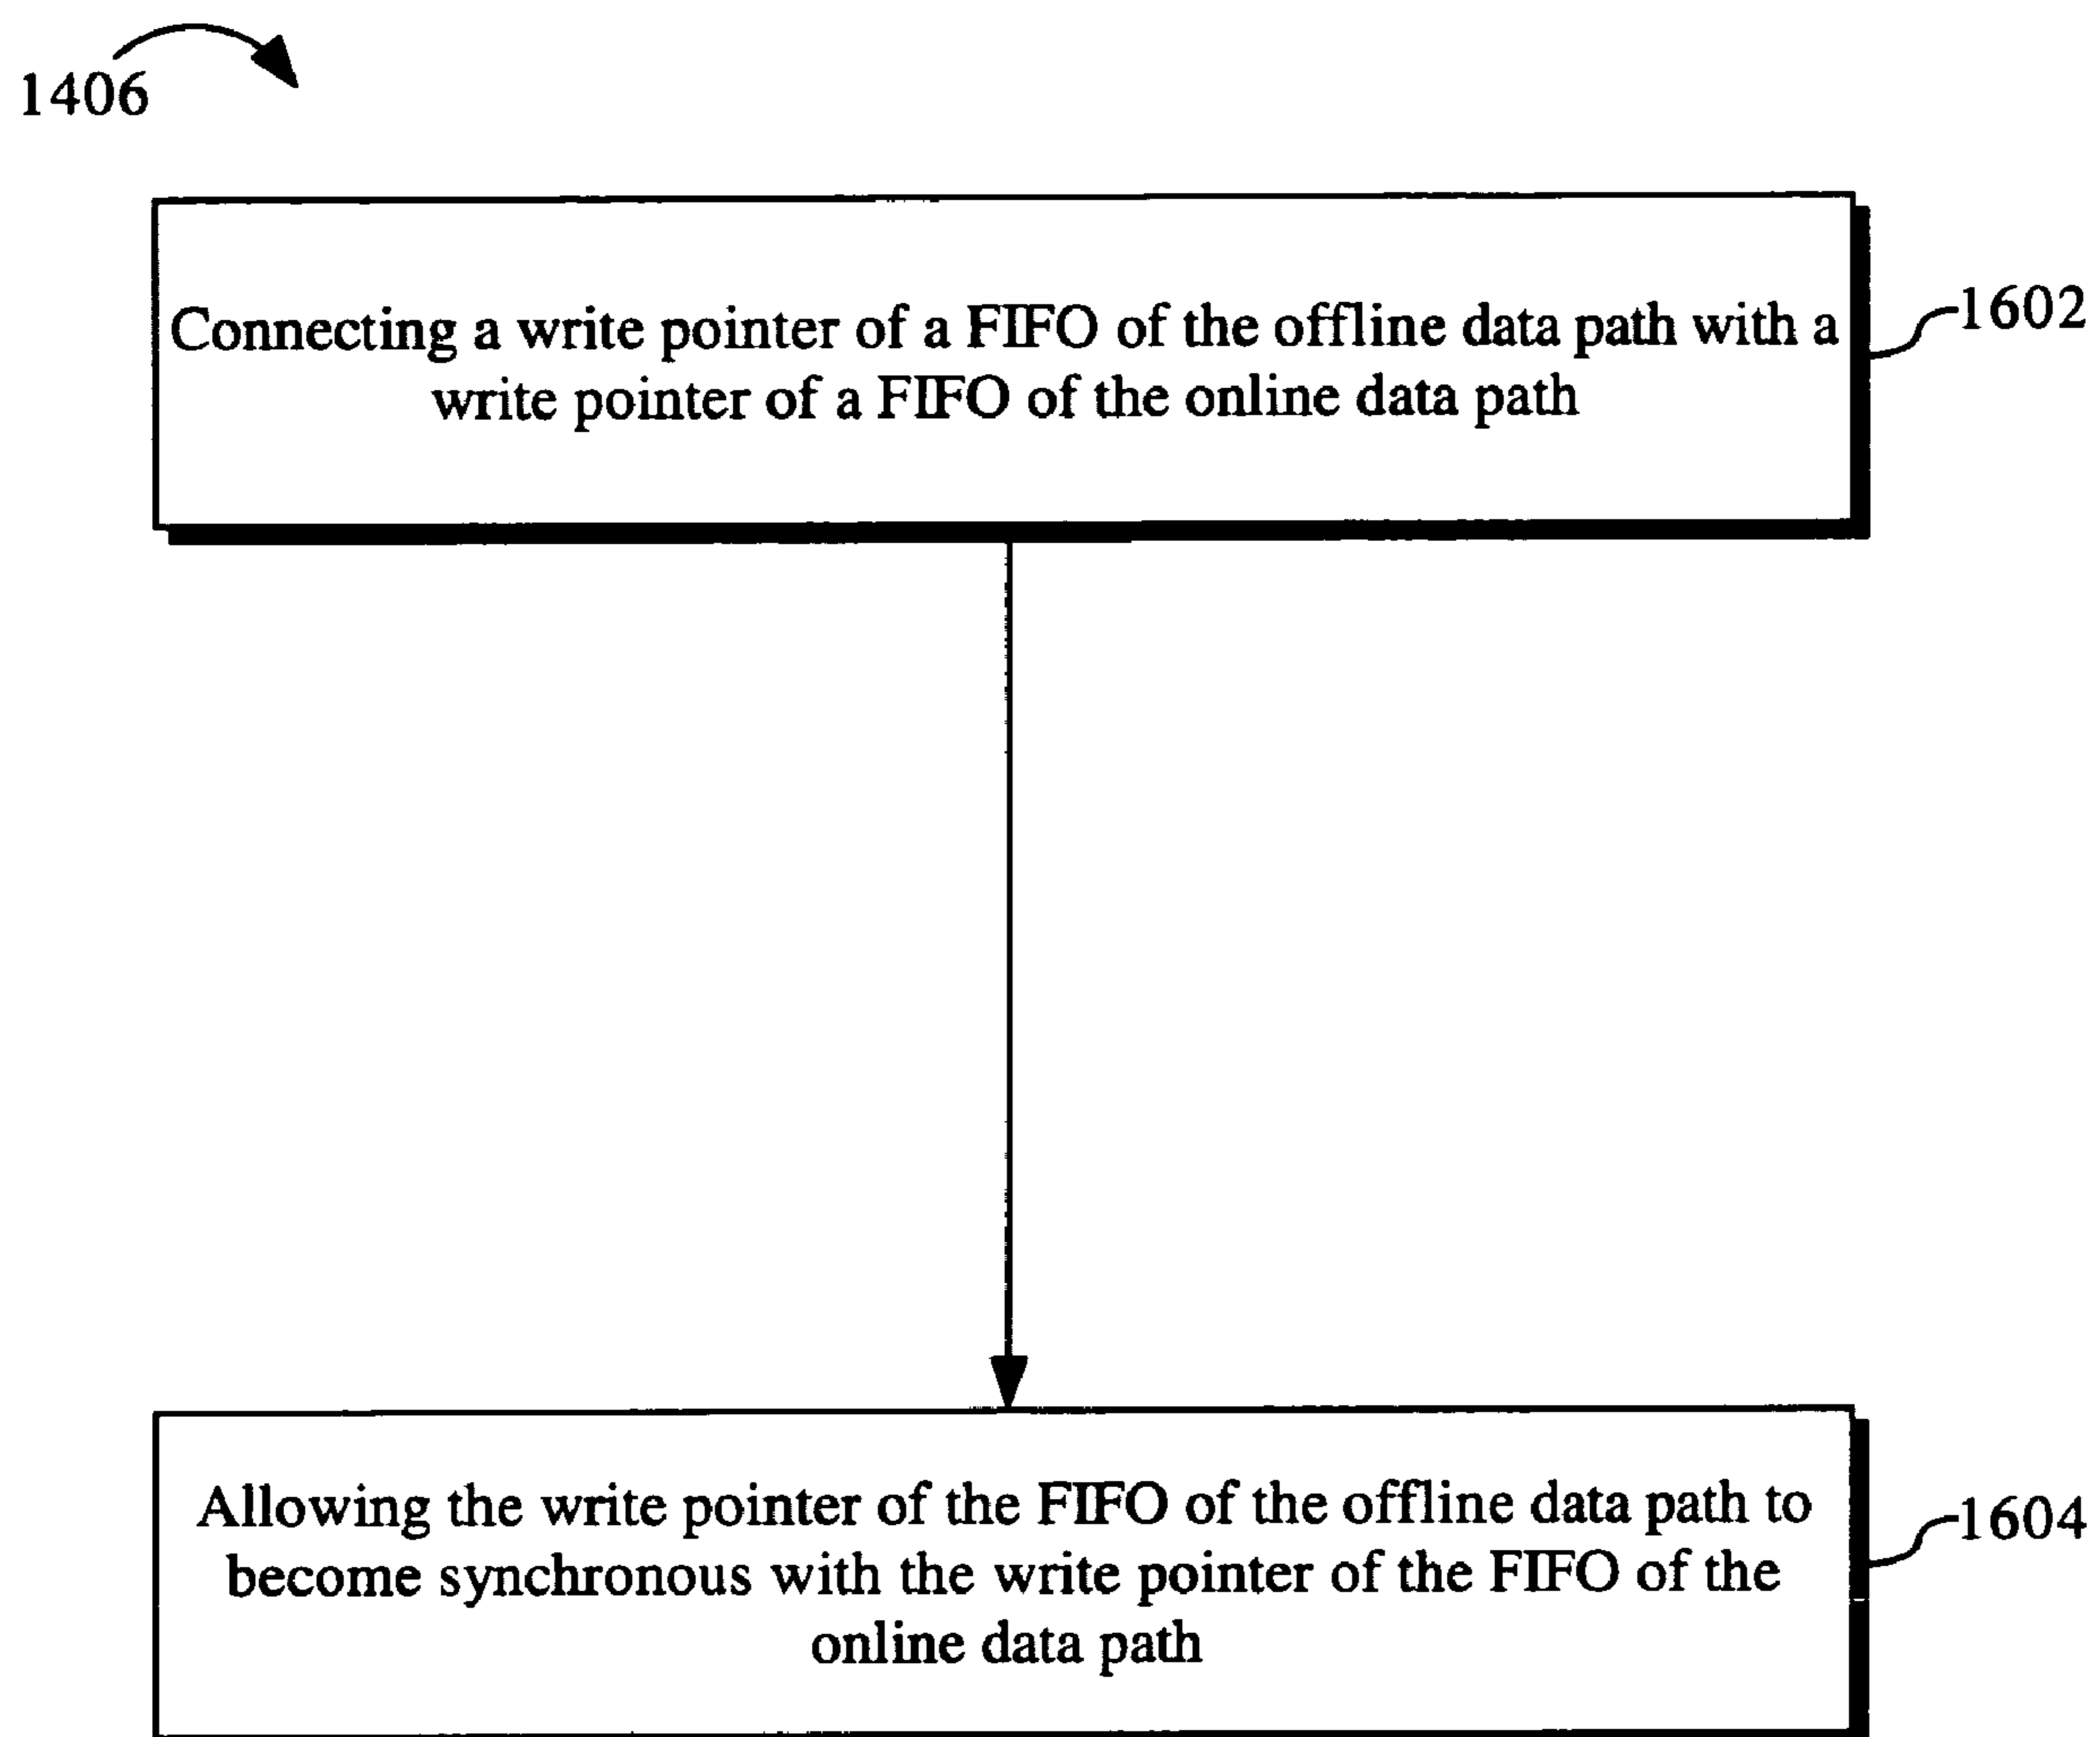 1406
Connecting a write pointer of a FIFO of the offline data path with a
write pointer of a FIFO of the online data path
1602
Allowing the write pointer of the FIFO of the offline data path to
become synchronous with the write pointer of the FIFO of the
online data path
1604